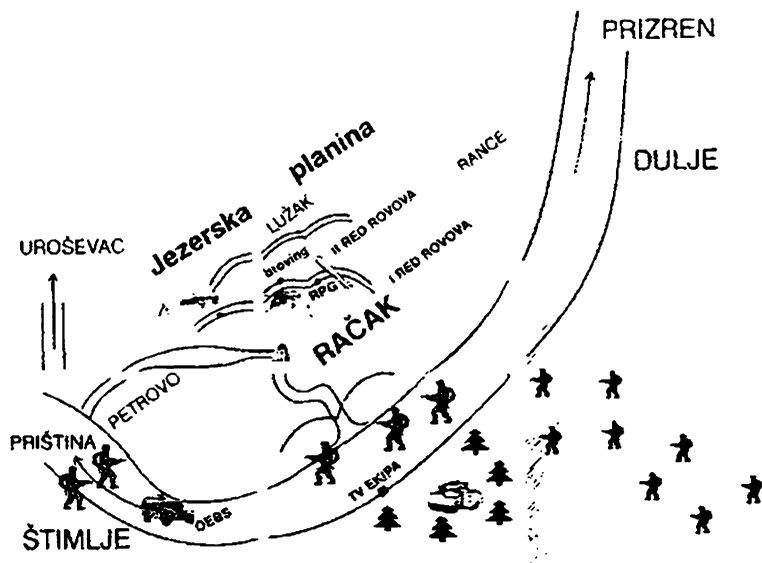 PRIZREN
DULJE
Jezerska planina
RANCE
LUŽAK
II RED ROVOVA
UROŠEVAC
broving
I RED ROVOVA
RPG
RAČAK
PETROVO
PRIŠTINA
TV EKIPA
OEBS
ŠTIMLJE